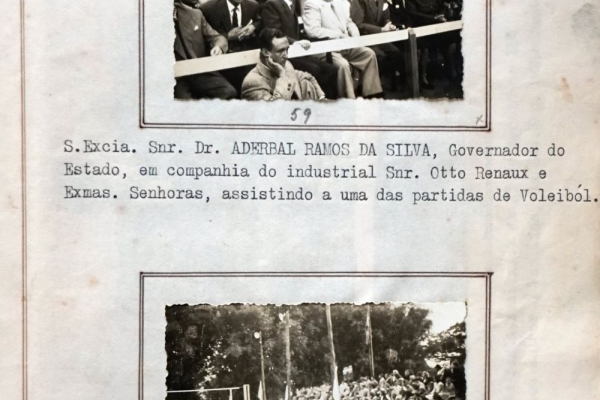 59
x
S.Excia. Snr. Dr. ADERBAL RAMOS DA SILVA, Governador do
Estado, em companhia do industrial Snr. Otto Renaux e
Exmas. Senhoras, assistindo a uma das partidas de Voleiból.